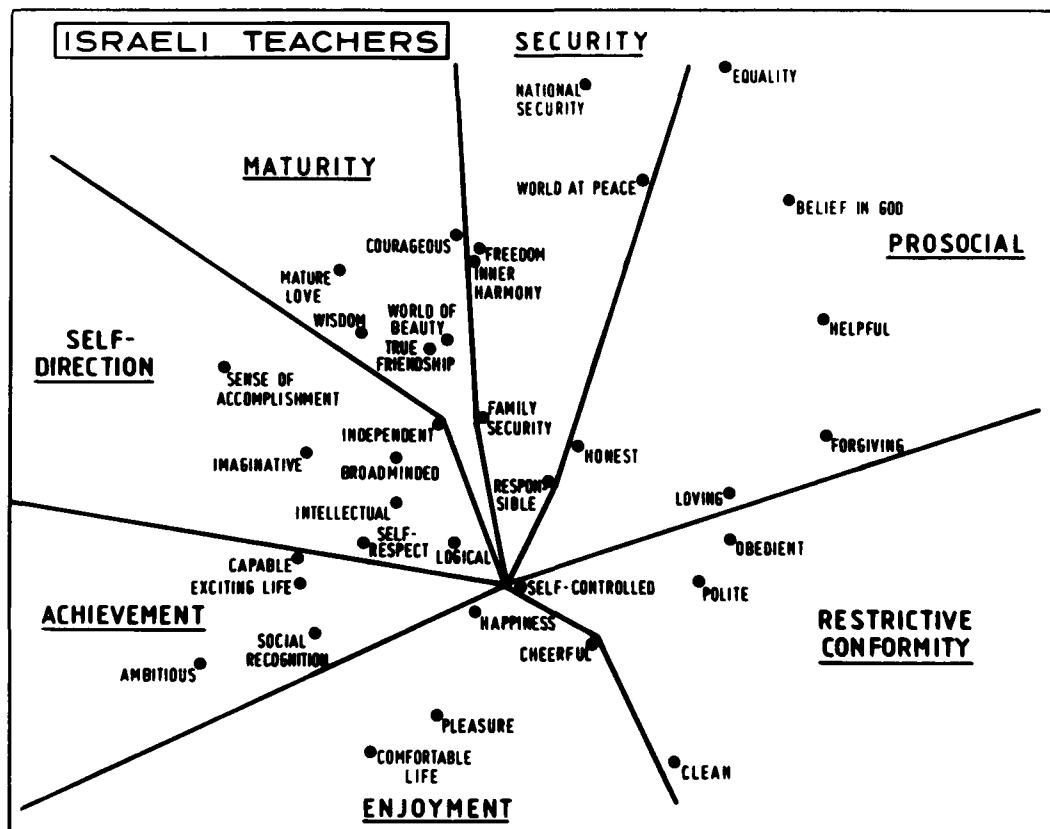 ISRAELI TEACHERS
SECURITY
EQUALITY
NATIONAL
SECURITY
MATURITY
WORLD AT PEACE
BELIEF IN GOD
COURAGEOUS
FREEDOM
INNER
HARMONY
PROSOCIAL
MATURE
LOVE
WISDOM
WORLD OF
BEAUTY
TRUE
FRIENDSHIP
HELPFUL
SELF-
DIRECTION
SENSE OF
ACCOMPLISHMENT
FAMILY
SECURITY
INDEPENDENT
IMAGINATIVE
BROADMINDED
HONEST
FORGIVING
RESPON
SIBLE
LOVING
INTELLECTUAL
SELF-
RESPECT
LOGICAL
OBEDIENT
CAPABLE
EXCITING LIFE
SELF-CONTROLLED
POLITE
ACHIEVEMENT
HAPPINESS
RESTRICTIVE
CONFORMITY
SOCIAL
RECOGNITION
CHEERFUL
AMBITIOUS
PLEASURE
COMFORTABLE
LIFE
CLEAN
ENJOYMENT